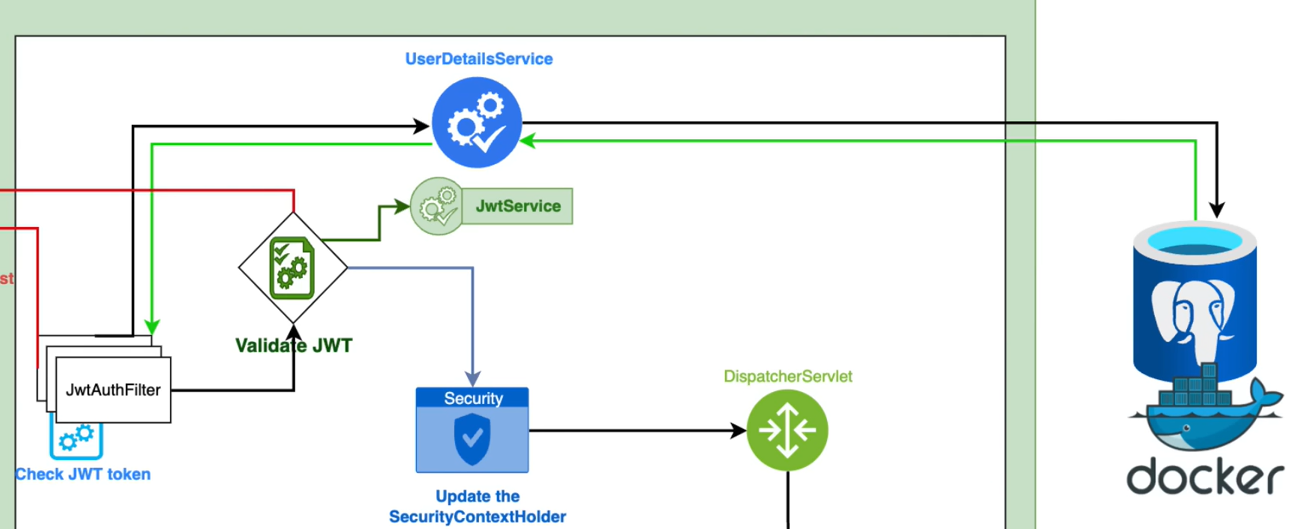 UserDetailsService
JwtService
st
Validate JWT
JwtAuthFilter
Check JWT token
Security
Update the
SecurityContextHolder
DispatcherServlet
docker